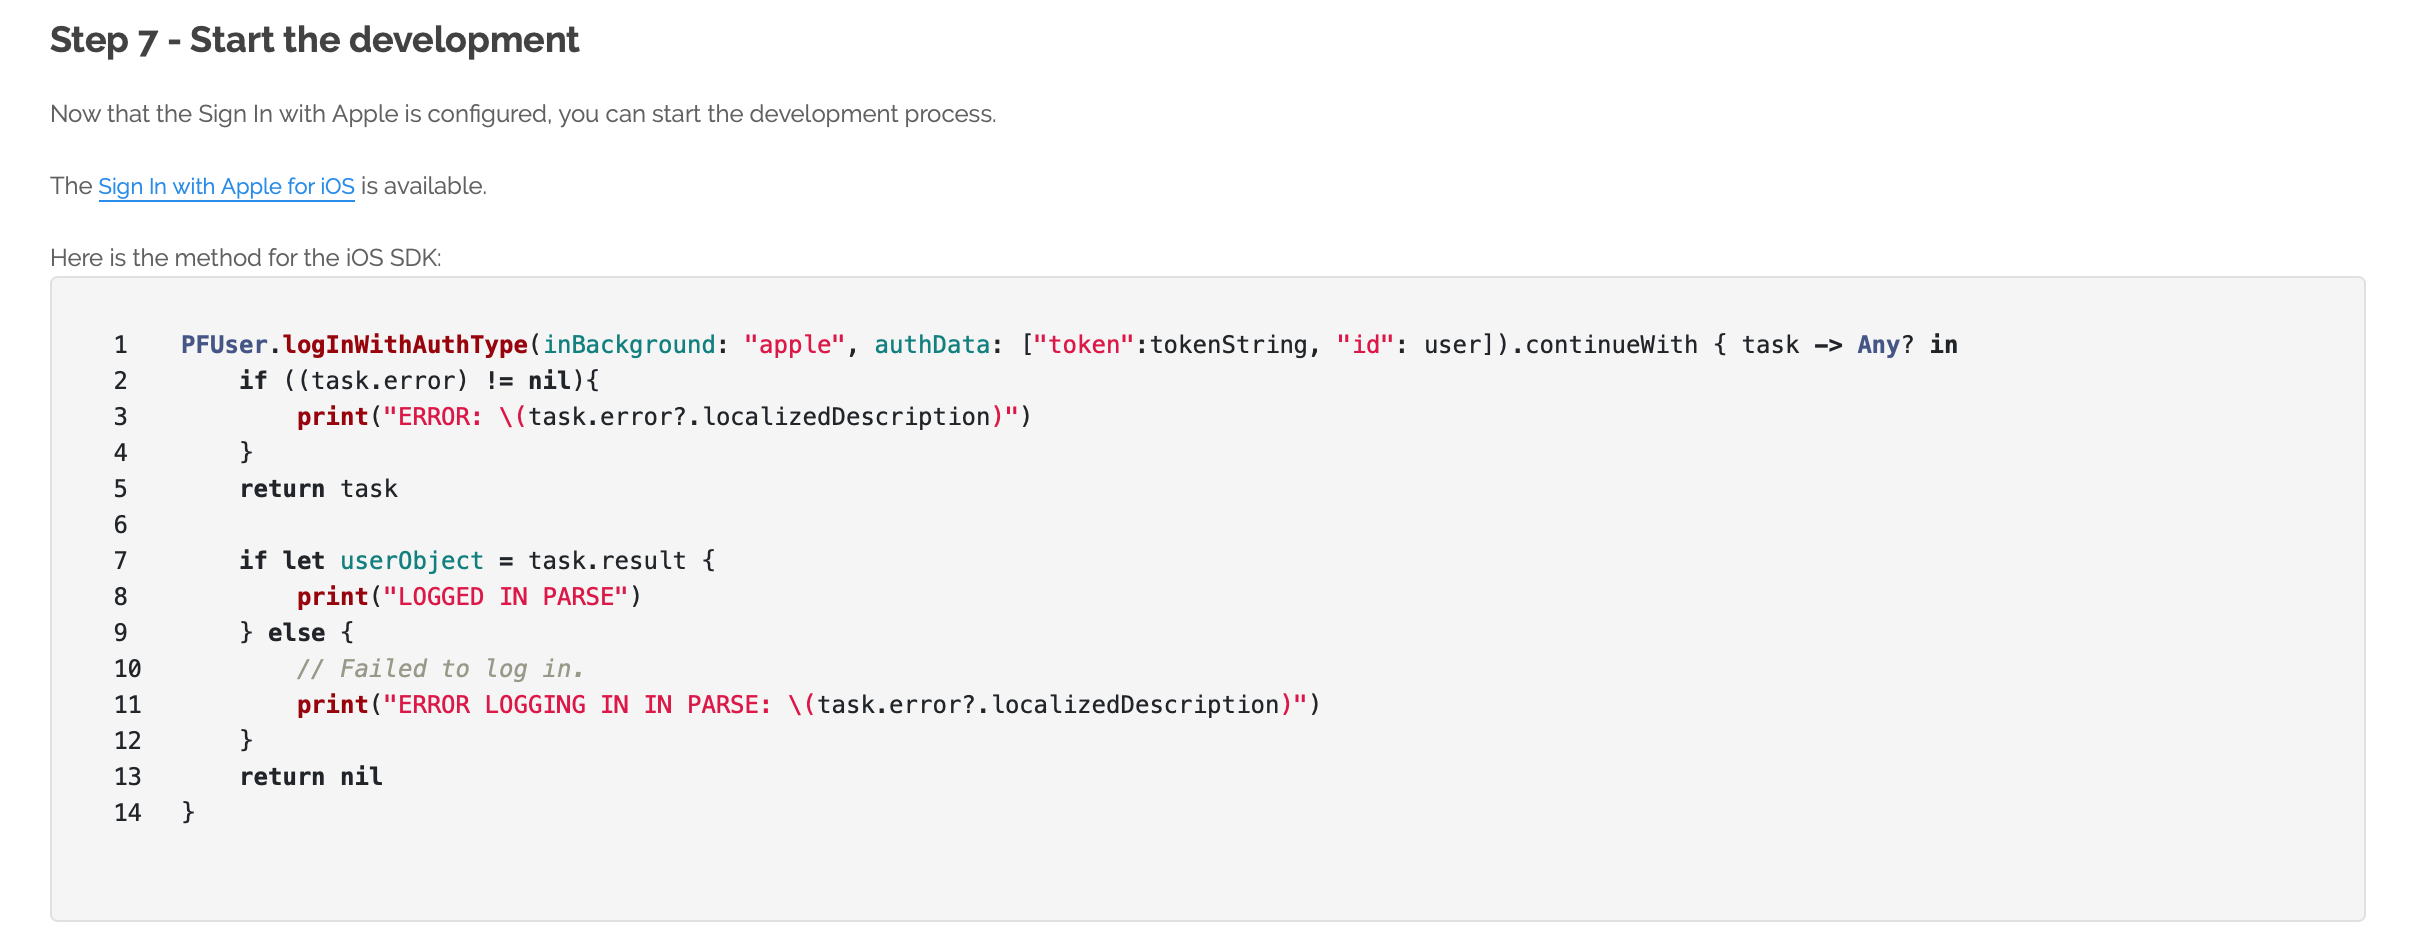 Step 7 - Start the development
Now that the Sign In with Apple is configured, you can start the development process.
The Sign In with Apple for iOS is available.
Here is the method for the iOS SDK:
1 PFUser.logInWithAuthType(inBackground: "apple", authData: ["token":tokenString, "id": user]).continueWith { task -> Any? in
2     if ((task.error) != nil){
3         print("ERROR: \(task.error?.localizedDescription)")
4     }
5     return task
6
7     if let userObject = task.result {
8         print("LOGGED IN PARSE")
9     } else {
10         // Failed to log in.
11         print("ERROR LOGGING IN IN PARSE: \(task.error?.localizedDescription)")
12     }
13     return nil
14 }